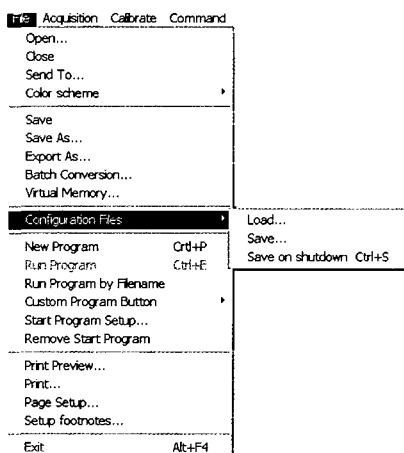 File Acquisition Calibrate Command
Open...
Close
Send To...
Color scheme
Save
Save As...
Export As...
Batch Conversion...
Virtual Memory...
Configuration Files
Load...
Save...
Save on shutdown Ctrl+S
New Program Crtl+P
Run Program Ctrl+E
Run Program by Filename
Custom Program Button
Start Program Setup...
Remove Start Program
Print Preview...
Print...
Page Setup...
Setup footnotes...
Exit Alt+F4